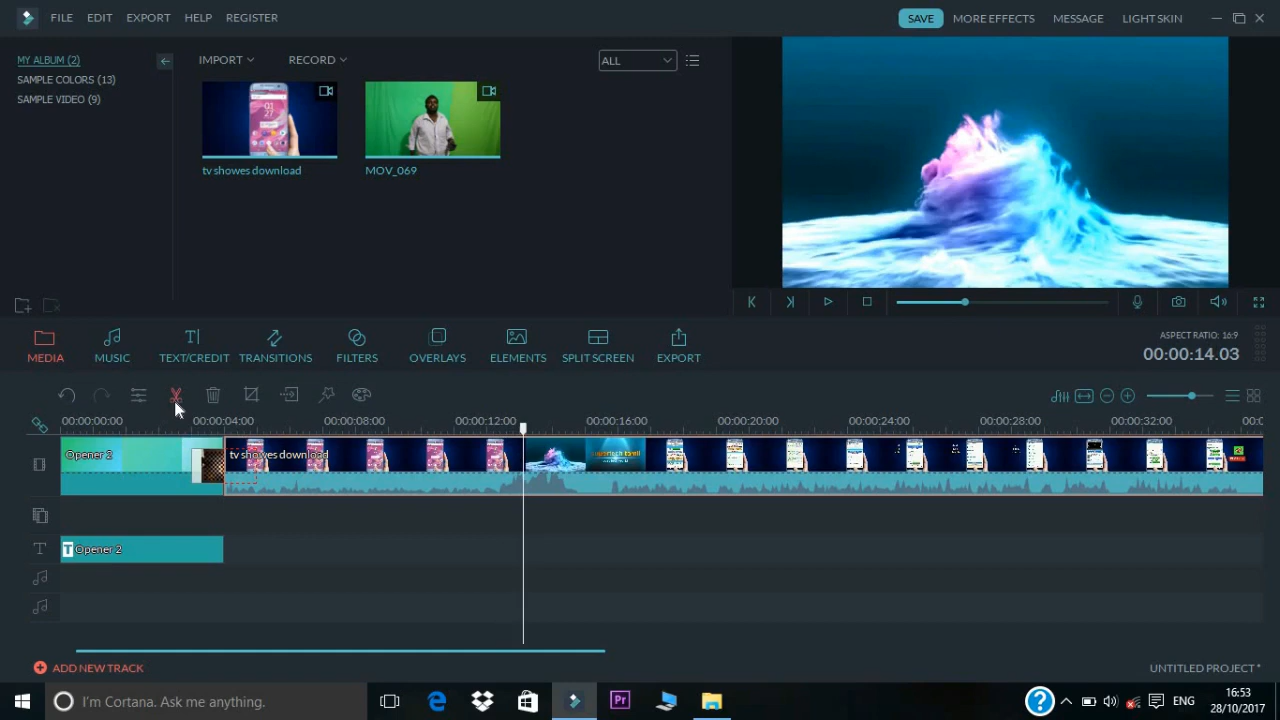 FILE EDIT EXPORT HELP REGISTER SAVE MORE EFFECTS MESSAGE LIGHT SKIN
MY ALBUM (2)
SAMPLE COLORS (13)
SAMPLE VIDEO (9)
IMPORT RECORD ALL
01
27
tv showes download MOV_069
MEDIA MUSIC TEXT/CREDIT TRANSITIONS FILTERS OVERLAYS ELEMENTS SPLIT SCREEN EXPORT
ASPECT RATIO: 16:9
00:00:14.03
00:00:00:00 00:00:04:00 00:00:08:00 00:00:12:00 00:00:16:00 00:00:20:00 00:00:24:00 00:00:28:00 00:00:32:00
Opener 2 tv showes download
T Opener 2
ADD NEW TRACK UNTITLED PROJECT *
I'm Cortana. Ask me anything. Pr ? ENG 16:53
28/10/2017